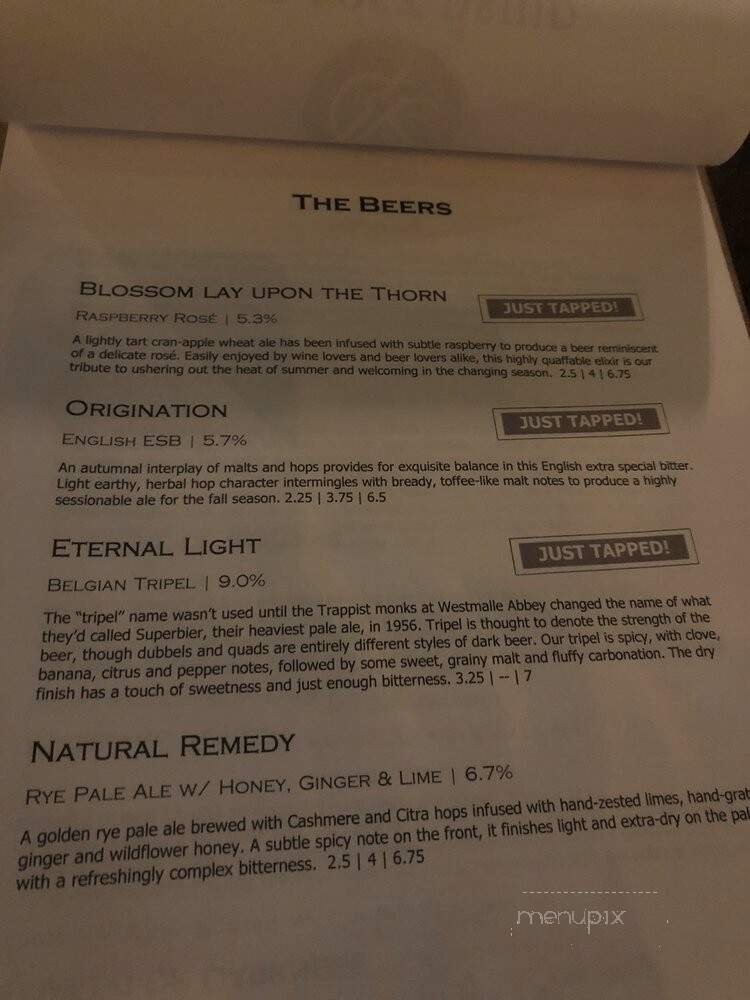 THE BEERS
BLOSSOM LAY UPON THE THORN
JUST TAPPED!
RASPBERRY ROSÉ | 5.3%
A lightly tart cran-apple wheat ale has been infused with subtle raspberry to produce a beer reminiscent
of a delicate rosé. Easily enjoyed by wine lovers and beer lovers alike, this highly quaffable elixir is our
tribute to ushering out the heat of summer and welcoming in the changing season. 2.5 | 4 | 6.75
ORIGINATION
JUST TAPPED!
ENGLISH ESB | 5.7%
An autumnal interplay of malts and hops provides for exquisite balance in this English extra special bitter.
Light earthy, herbal hop character intermingles with bready, toffee-like malt notes to produce a highly
sessionable ale for the fall season. 2.25 | 3.75 | 6.5
ETERNAL LIGHT
JUST TAPPED!
BELGIAN TRIPEL | 9.0%
The "tripel" name wasn't used until the Trappist monks at Westmalle Abbey changed the name of what
they'd called Superbier, their heaviest pale ale, in 1956. Tripel is thought to denote the strength of the
beer, though dubbels and quads are entirely different styles of dark beer. Our tripel is spicy, with clove,
banana, citrus and pepper notes, followed by some sweet, grainy malt and fluffy carbonation. The dry
finish has a touch of sweetness and just enough bitterness. 3.25 | -- | 7
NATURAL REMEDY
RYE PALE ALE W/ HONEY, GINGER & LIME | 6.7%
A golden rye pale ale brewed with Cashmere and Citra hops infused with hand-zested limes, hand-grat
ginger and wildflower honey. A subtle spicy note on the front, it finishes light and extra-dry on the pal
with a refreshingly complex bitterness. 2.5 | 4 | 6.75
menupix